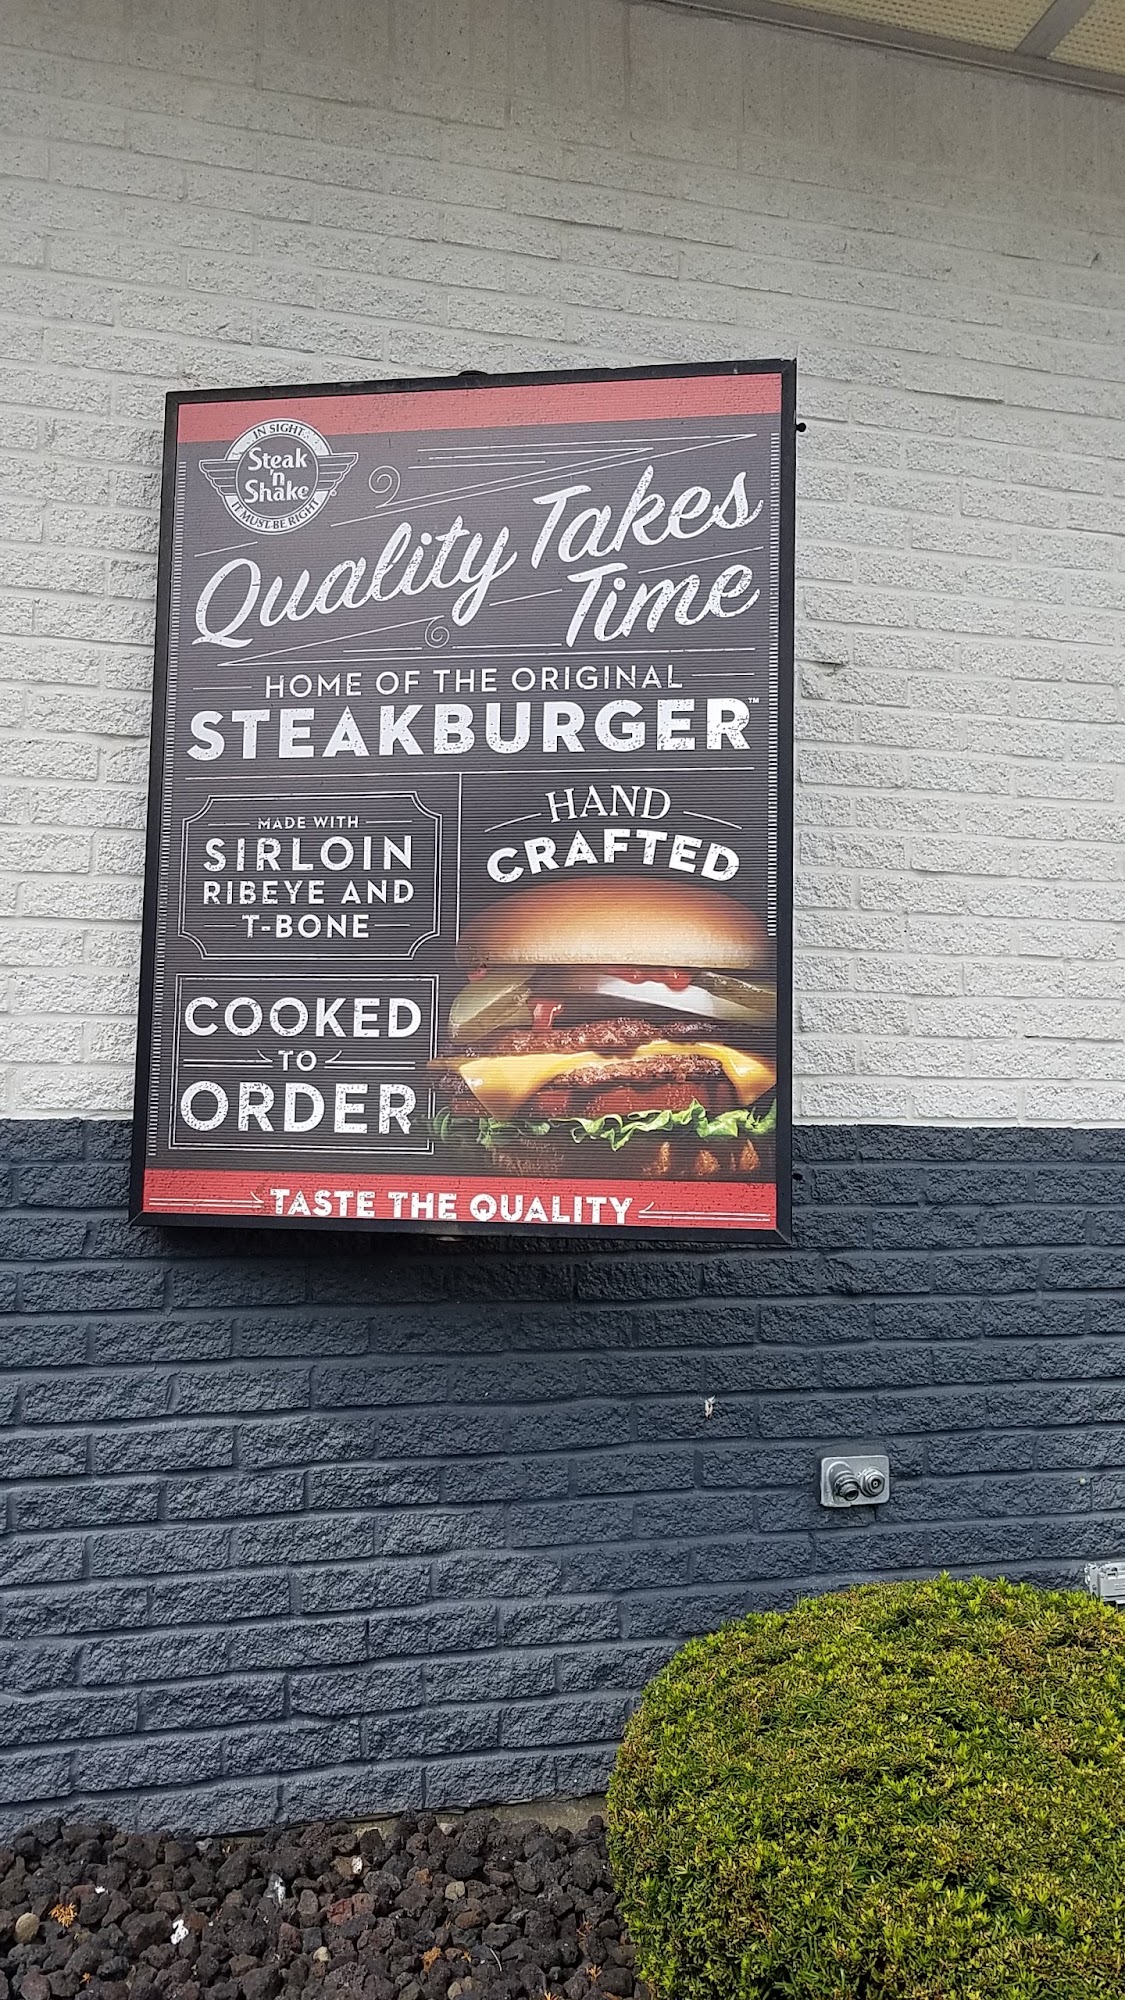 IN SIGHT
Steak
'n
Shake
IT MUST BE RIGHT
Quality Takes
Time
HOME OF THE ORIGINAL
STEAKBURGER™
MADE WITH
SIRLOIN
RIBEYE AND
T-BONE
HAND
CRAFTED
COOKED
TO
ORDER
TASTE THE QUALITY